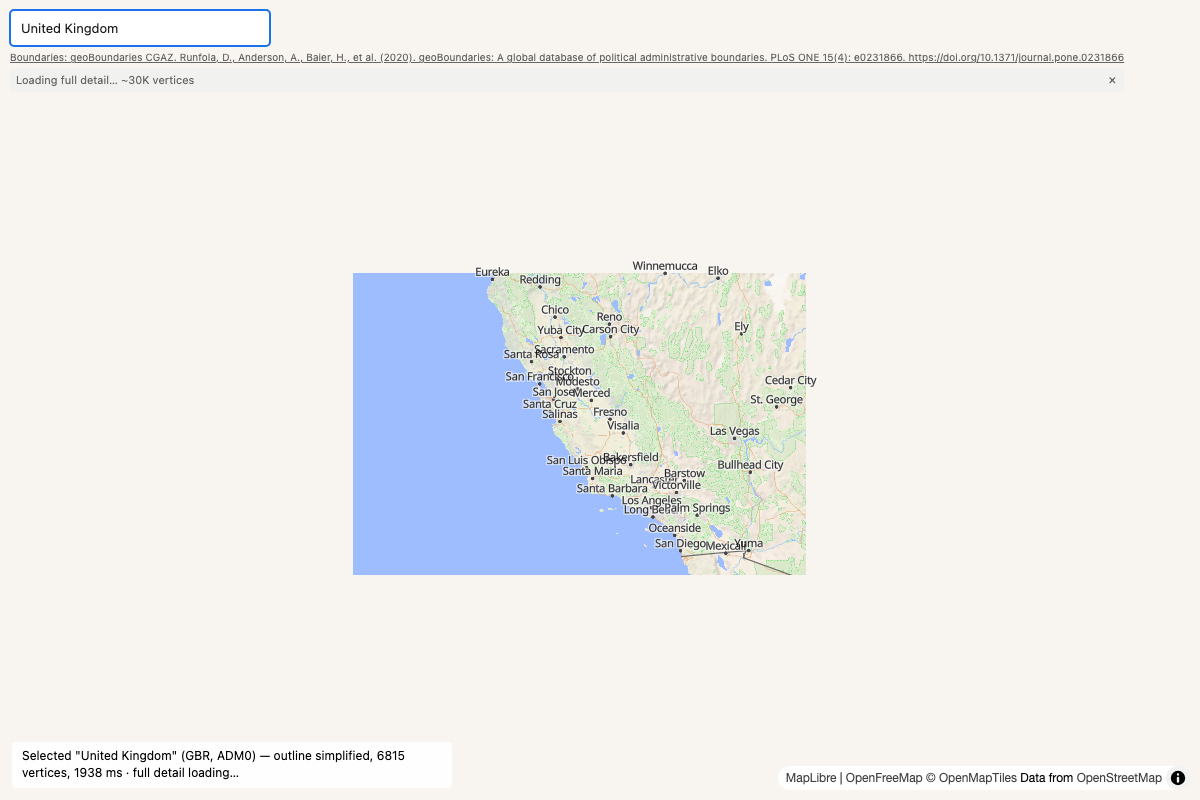 United Kingdom
Boundaries: geoBoundaries CGAZ. Runfola, D., Anderson, A., Baier, H., et al. (2020). geoBoundaries: A global database of political administrative boundaries. PLoS ONE 15(4): e0231866. https://doi.org/10.1371/journal.pone.0231866
Loading full detail... ~30K vertices ×
Winnemucca
Eureka
Elko
Redding
Chico
Reno
Ely
Yuba City
Carson City
Sacramento
Santa Rosa
Stockton
San Francisco
Modesto
Cedar City
San Jose
Merced
St. George
Santa Cruz
Salinas
Fresno
Visalia
Las Vegas
San Luis Obispo
Bakersfield
Bullhead City
Santa Maria
Barstow
Lancaster
Victorville
Santa Barbara
Los Angeles
Long Beach
Palm Springs
Oceanside
San Diego
Mexicali
Yuma
Selected "United Kingdom" (GBR, ADM0) — outline simplified, 6815
vertices, 1938 ms · full detail loading...
MapLibre | OpenFreeMap © OpenMapTiles Data from OpenStreetMap